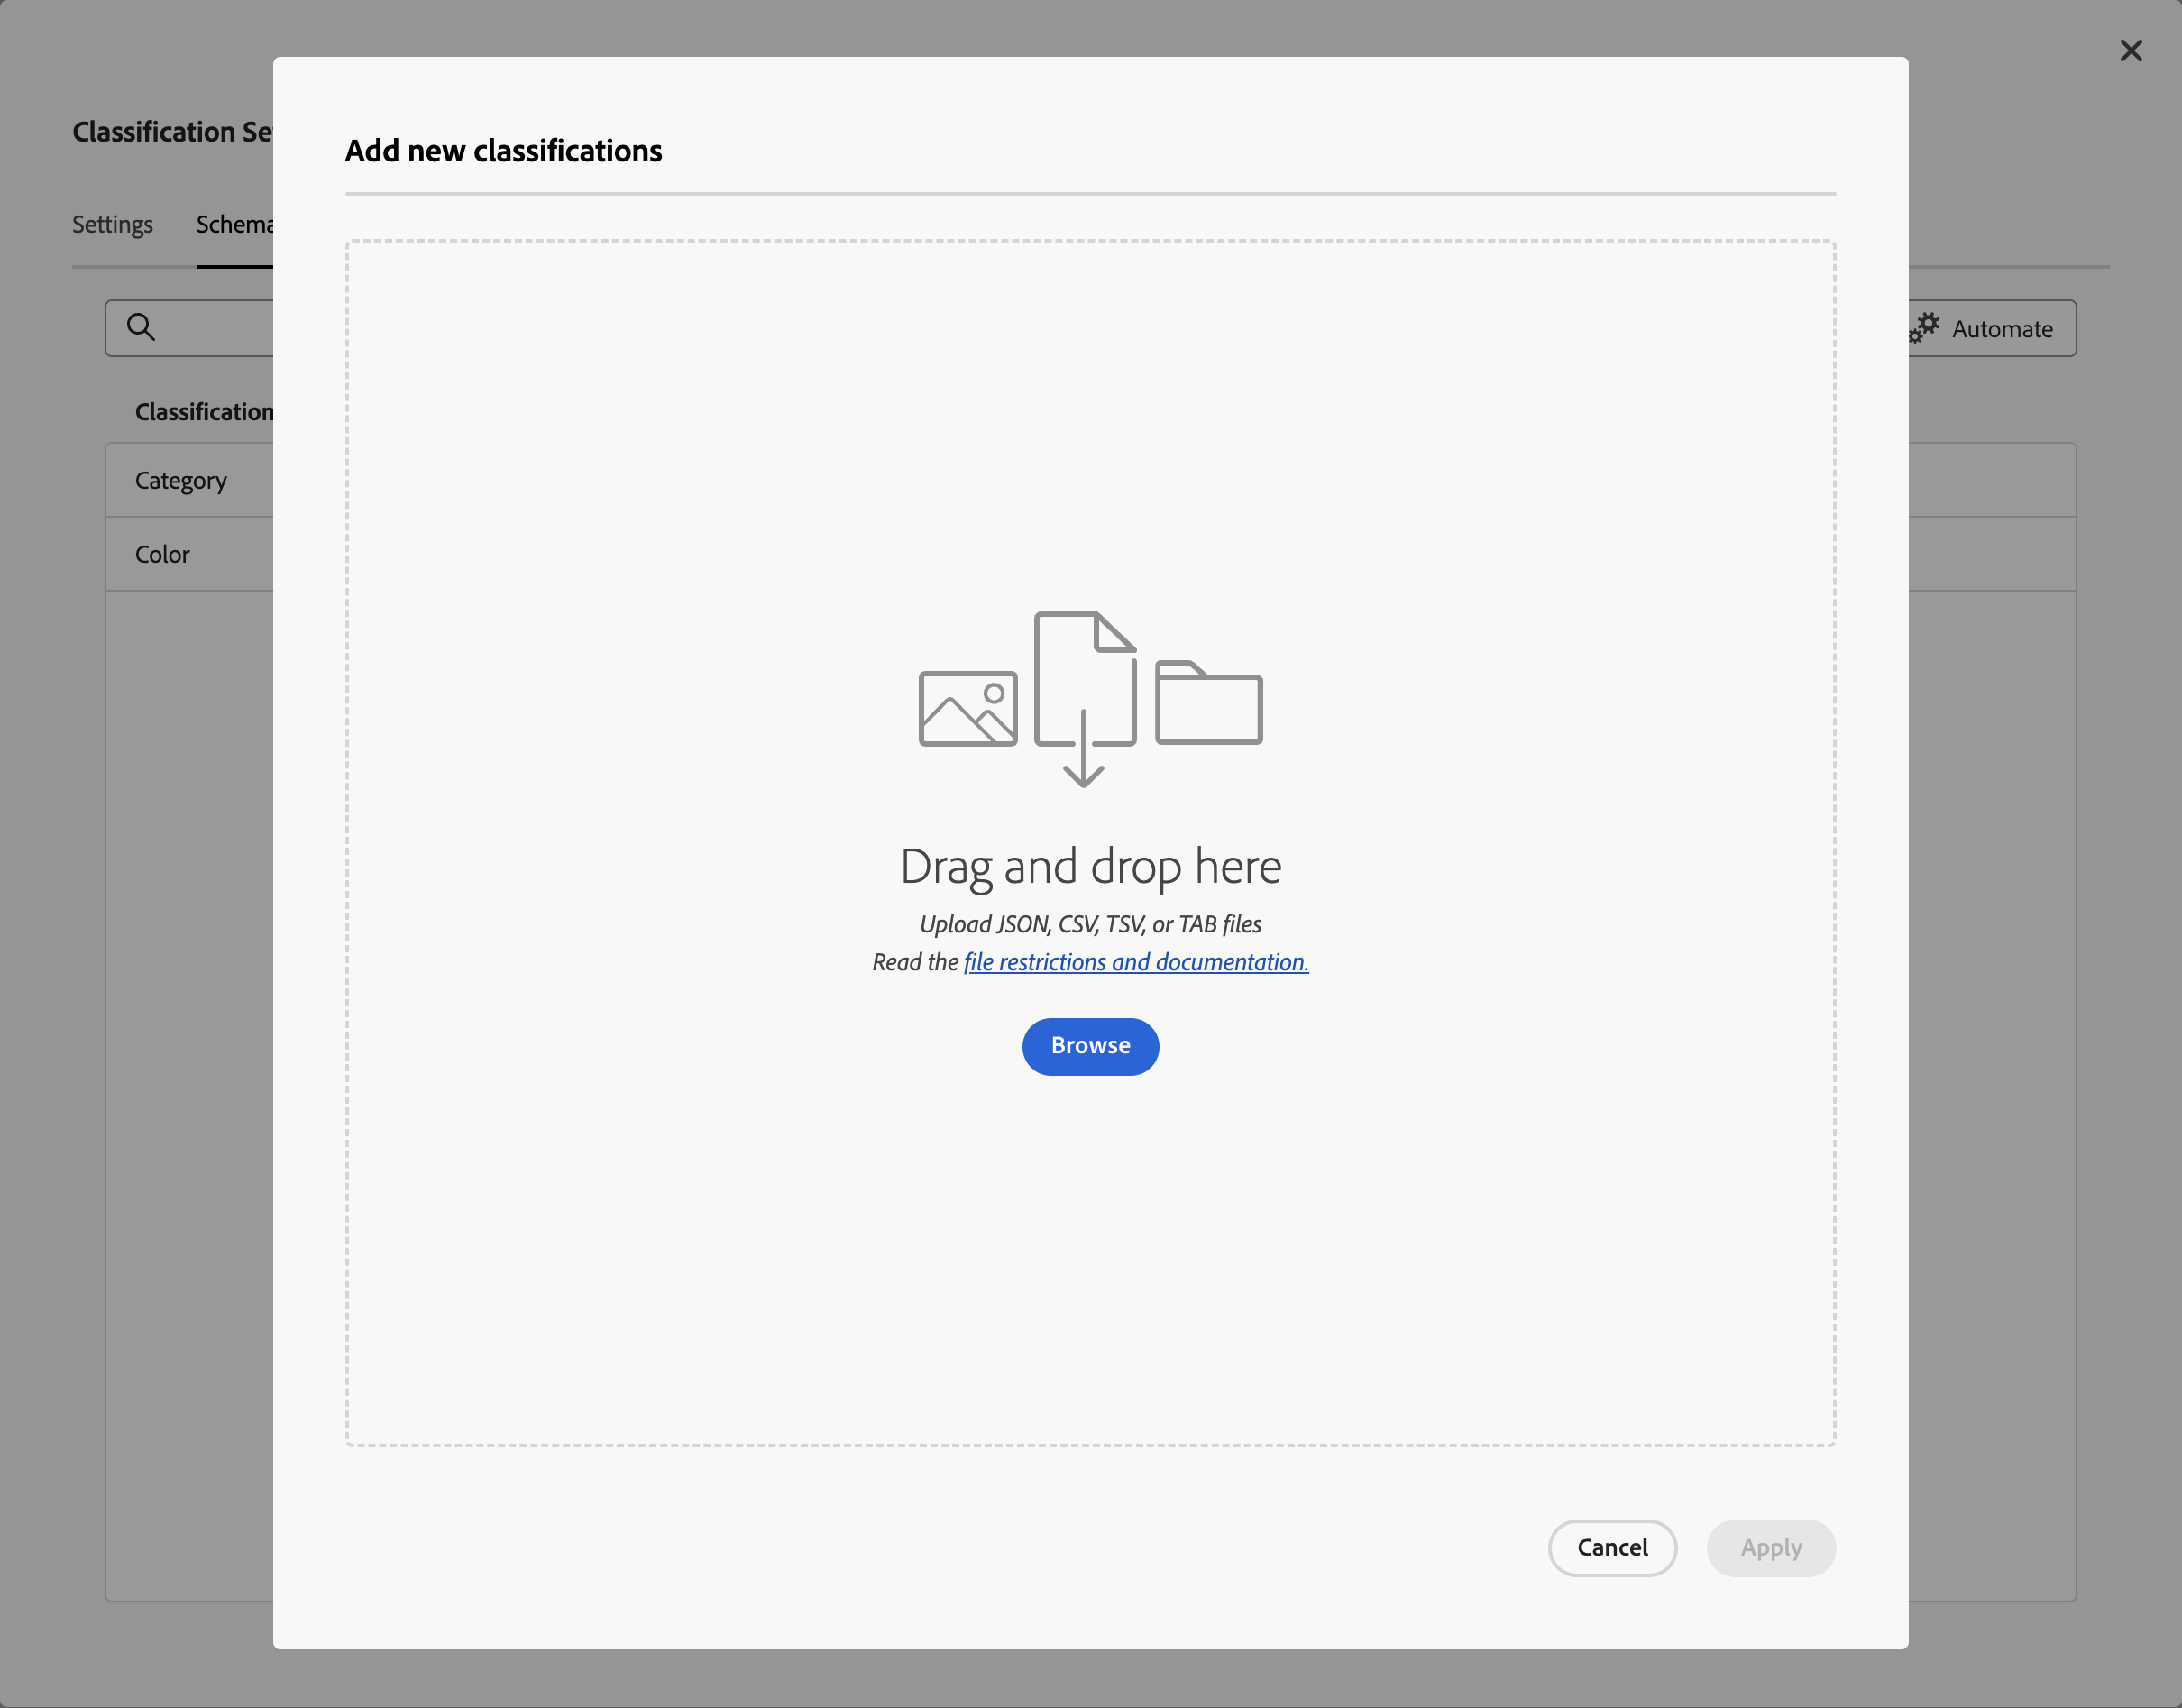 Classification Se
Add new classifications
Settings
Schema
Automate
Classification
Category
Color
Drag and drop here
Upload JSON, CSV, TSV, or TAB files
Read the file restrictions and documentation.
Browse
Cancel
Apply